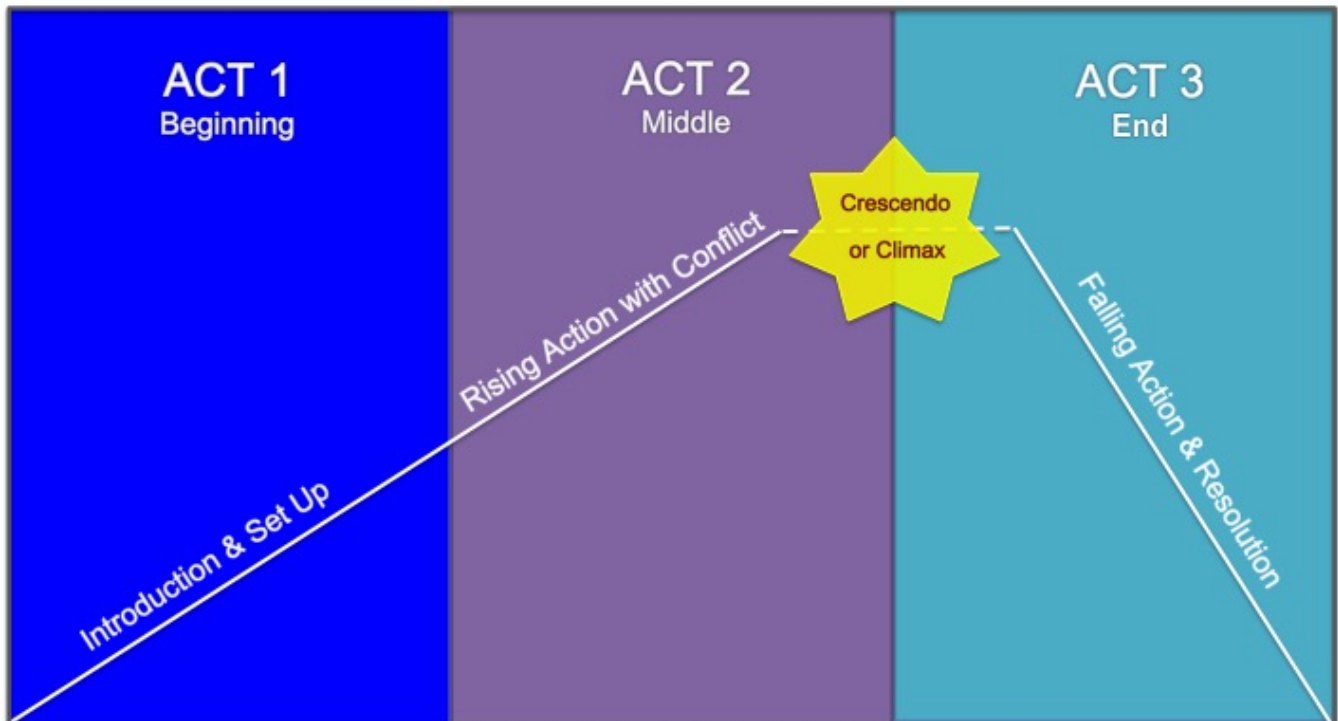 ACT 1
Beginning
ACT 2
Middle
ACT 3
End
Crescendo
or Climax
Introduction & Set Up
Rising Action with Conflict
Falling Action & Resolution